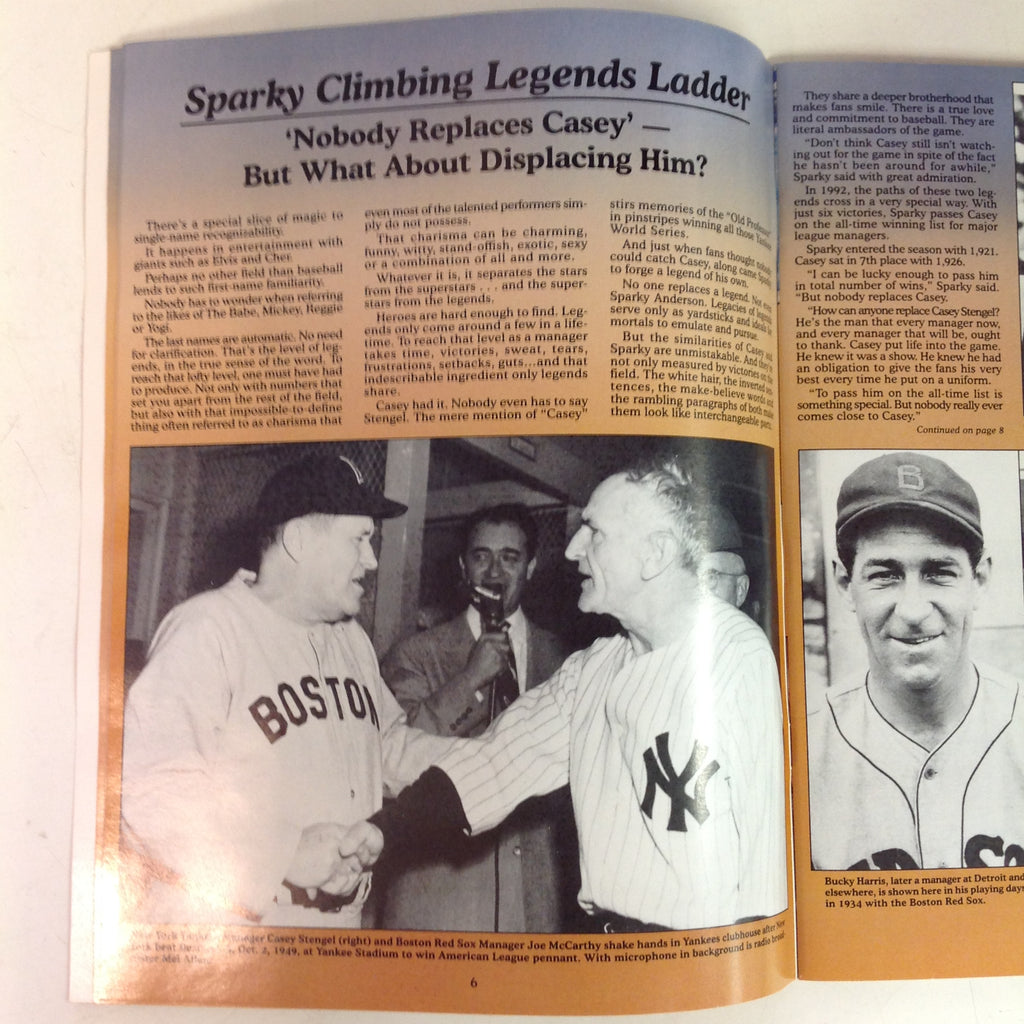 Sparky Climbing Legends Ladder
'Nobody Replaces Casey' —
But What About Displacing Him?
There's a special slice of magic to
single-name recognisability.
It happens in entertainment with
giants such as Elvis and Cher.
Perhaps no other field than baseball
lends to such first-name familiarity.
Nobody has to wonder when referring
to the likes of The Babe, Mickey, Reggie
or Yogi.
The last names are automatic. No need
for clarification. That's the level of leg-
ends, in the true sense of the word. To
reach that lofty level, one must have had
to produce. Not only with numbers that
set you apart from the rest of the field,
but also with that impossible-to-define
thing often referred to as charisma that
even most of the talented performers sim-
ply do not possess.
That charisma can be charming,
funny, witty, stand-offish, exotic, sexy
or a combination of all and more.
Whatever it is, it separates the stars
from the superstars . . . and the super-
stars from the legends.
Heroes are hard enough to find. Leg-
ends only come around a few in a life-
time. To reach that level as a manager
takes time, victories, sweat, tears,
frustrations, setbacks, guts...and that
indescribable ingredient only legends
share.
Casey had it. Nobody even has to say
Stengel. The mere mention of "Casey"
stirs memories of the "Old Professor"
in pinstripes winning all those Yankee
World Series.
And just when fans thought nobody
could catch Casey, along came Sparky
to forge a legend of his own.
No one replaces a legend. Not even
Sparky Anderson. Legacies of legends
serve only as yardsticks and ideals for
mortals to emulate and pursue.
But the similarities of Casey and
Sparky are unmistakable. And they're
not only measured by victories on the
field. The white hair, the inverted sen-
tences, the make-believe words and
the rambling paragraphs of both make
them look like interchangeable parts.
BOSTON
NY
New York Manager Casey Stengel (right) and Boston Red Sox Manager Joe McCarthy shake hands in Yankees clubhouse after New
York beat Oct. 2, 1949, at Yankee Stadium to win American League pennant. With microphone in background is radio broad-
caster Mel Allen.
6
They share a deeper brotherhood that
makes fans smile. There is a true love
and commitment to baseball. They are
literal ambassadors of the game.
"Don't think Casey still isn't watch-
ing out for the game in spite of the fact
he hasn't been around for awhile,"
Sparky said with great admiration.
In 1992, the paths of these two leg-
ends cross in a very special way. With
just six victories, Sparky passes Casey
on the all-time winning list for major
league managers.
Sparky entered the season with 1,921.
Casey sat in 7th place with 1,926.
"I can be lucky enough to pass him
in total number of wins," Sparky said.
"But nobody replaces Casey.
"How can anyone replace Casey Stengel?
He's the man that every manager now,
and every manager that will be, ought
to thank. Casey put life into the game.
He knew it was a show. He knew he had
an obligation to give the fans his very
best every time he put on a uniform.
"To pass him on the all-time list is
something special. But nobody really ever
comes close to Casey."
Continued on page 8
B
Bucky Harris, later a manager at Detroit and
elsewhere, is shown here in his playing days
in 1934 with the Boston Red Sox.